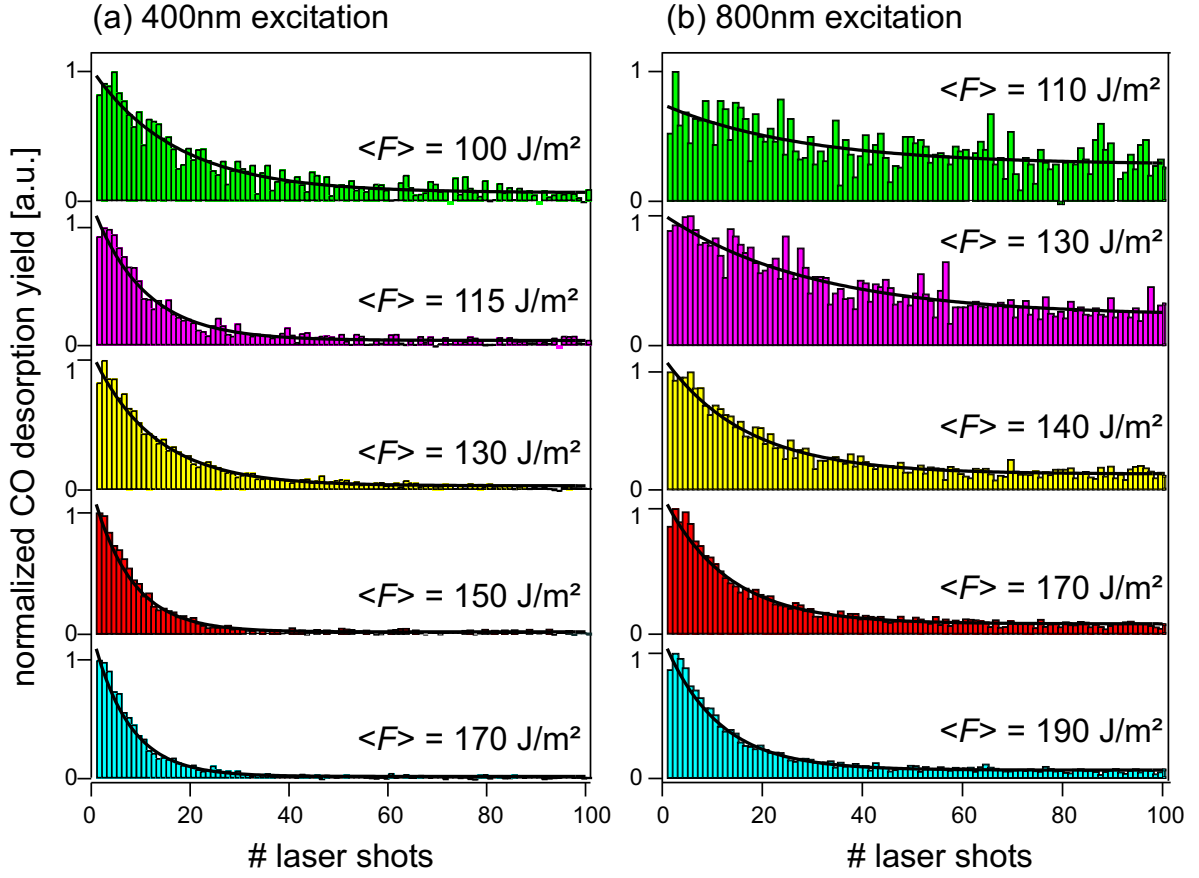 (a) 400nm excitation
(b) 800nm excitation
normalized CO desorption yield [a.u.]
1
<F> = 100 J/m²
0
1
<F> = 115 J/m²
0
1
<F> = 130 J/m²
0
1
<F> = 150 J/m²
0
1
<F> = 170 J/m²
0
0 20 40 60 80 100
# laser shots
1
<F> = 110 J/m²
0
1
<F> = 130 J/m²
0
1
<F> = 140 J/m²
0
1
<F> = 170 J/m²
0
1
<F> = 190 J/m²
0
0 20 40 60 80 100
# laser shots